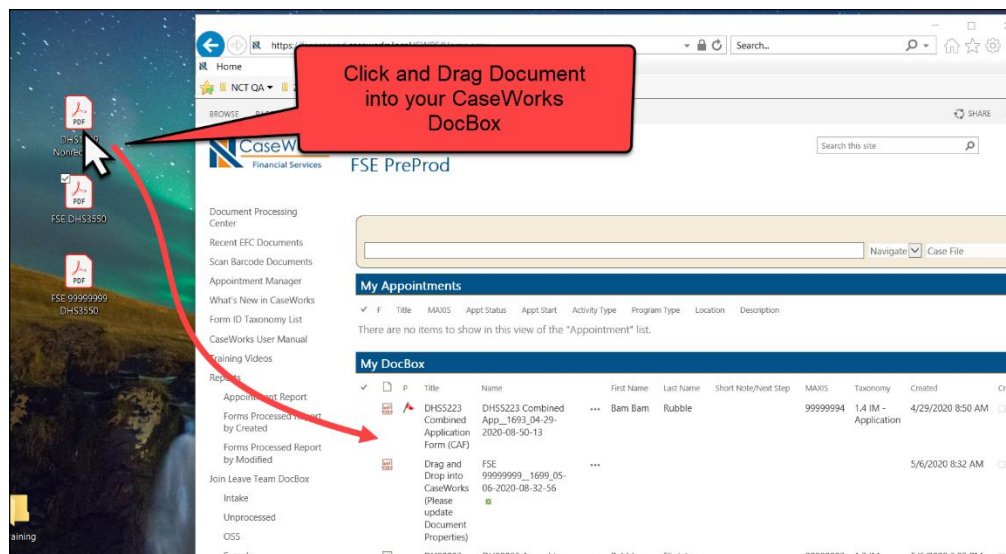 https:/
Search...
Home
NCT QA
Click and Drag Document
into your CaseWorks
DocBox
BROWSE
SHARE
Financial Services
FSE PreProd
Search this site
PDF
PDF
FSE DHS3550
PDF
FSE 99999999
DHS3550
Document Processing
Center
Recent EFC Documents
Scan Barcode Documents
Appointment Manager
What's New in CaseWorks
Form ID Taxonomy List
CaseWorks User Manual
Training Videos
Reports
Appointment Report
Forms Processed Report
by Created
Forms Processed Report
by Modified
Join Leave Team DocBox
Intake
Unprocessed
OSS
Navigate Case File
My Appointments
F Title MAXIS Appt Status Appt Start Activity Type Program Type Location Description
There are no items to show in this view of the "Appointment" list.
My DocBox
P Title Name First Name Last Name Short Note/Next Step MAXIS Taxonomy Created
DHS5223 DHS5223 Combined ... Bam Bam Rubble 99999994 1.4 IM - 4/29/2020 8:50 AM
Combined App__1693_04-29- Application
Application 2020-08-50-13
Form (CAF)
Drag and FSE ... 5/6/2020 8:32 AM
Drop into 99999999__1699_05-
CaseWorks 06-2020-08-32-56
(Please
update
Document
Properties)
aining